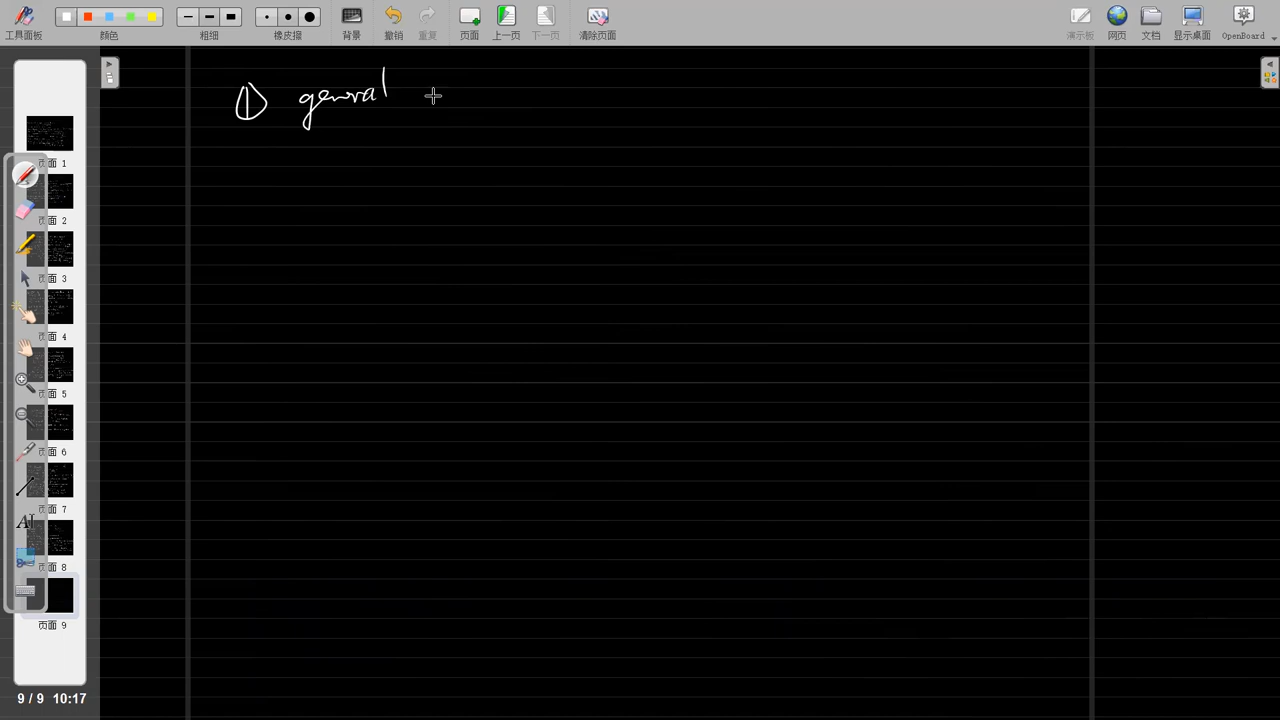 工具面板 颜色 粗细 橡皮擦 背景 撤销 重复 页面 上一页 下一页 清除页面 演示板 网页 文档 显示桌面 OpenBoard
① general
页面 1
页面 2
页面 3
页面 4
页面 5
页面 6
页面 7
页面 8
页面 9
9 / 9 10:17